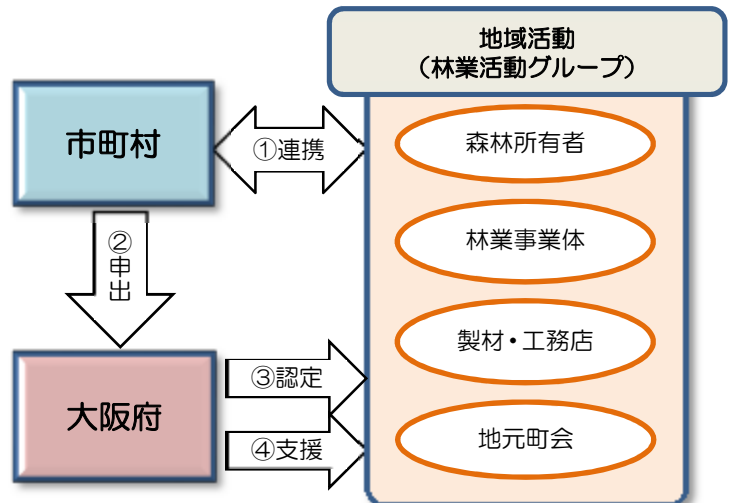 地域活動
（林業活動グループ）
市町村
①連携
森林所有者
林業事業体
②申出
製材・工務店
大阪府
③認定
④支援
地元町会